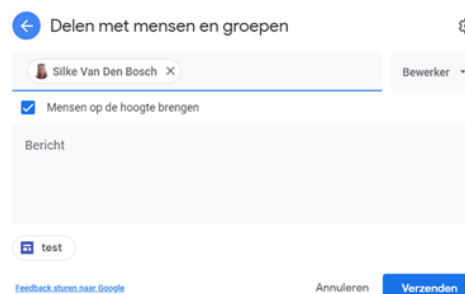 Delen met mensen en groepen
Silke Van Den Bosch
Bewerker
Mensen op de hoogte brengen
Bericht
test
Feedback sturen naar Google
Annuleren
Verzenden